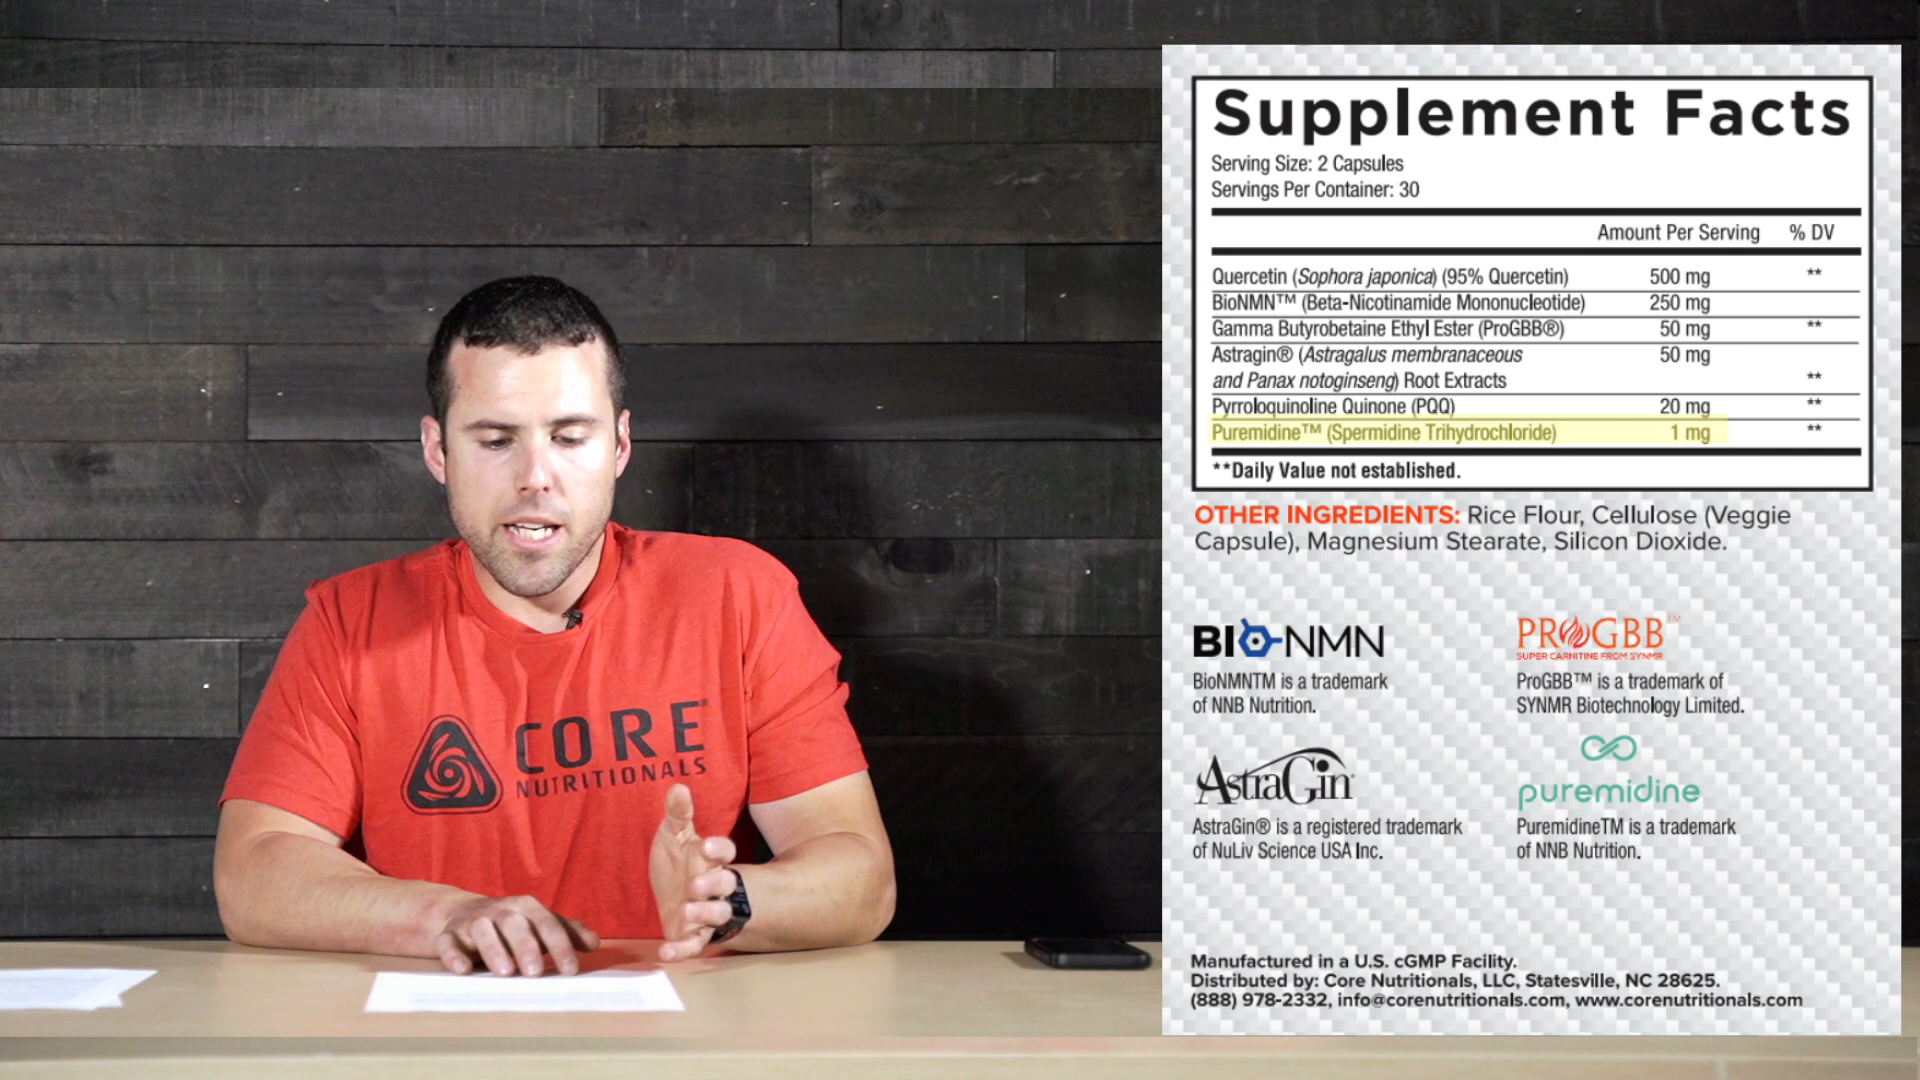 CORE
NUTRITIONALS
Supplement Facts
Serving Size: 2 Capsules
Servings Per Container: 30
Amount Per Serving % DV
Quercetin (Sophora japonica) (95% Quercetin) 500 mg **
BioNMN™ (Beta-Nicotinamide Mononucleotide) 250 mg
Gamma Butyrobetaine Ethyl Ester (ProGBB®) 50 mg **
Astragin® (Astragalus membranaceous 50 mg
and Panax notoginseng) Root Extracts **
Pyrroloquinoline Quinone (PQQ) 20 mg **
Puremidine™ (Spermidine Trihydrochloride) 1 mg **
**Daily Value not established.
OTHER INGREDIENTS: Rice Flour, Cellulose (Veggie
Capsule), Magnesium Stearate, Silicon Dioxide.
BIO-NMN
BioNMNTM is a trademark
of NNB Nutrition.
PROGBB™
SUPER CARNITINE FROM SYNMR
ProGBB™ is a trademark of
SYNMR Biotechnology Limited.
AstraGin
AstraGin® is a registered trademark
of NuLiv Science USA Inc.
puremidine
PuremidineTM is a trademark
of NNB Nutrition.
Manufactured in a U.S. cGMP Facility.
Distributed by: Core Nutritionals, LLC, Statesville, NC 28625.
(888) 978-2332, info@corenutritionals.com, www.corenutritionals.com